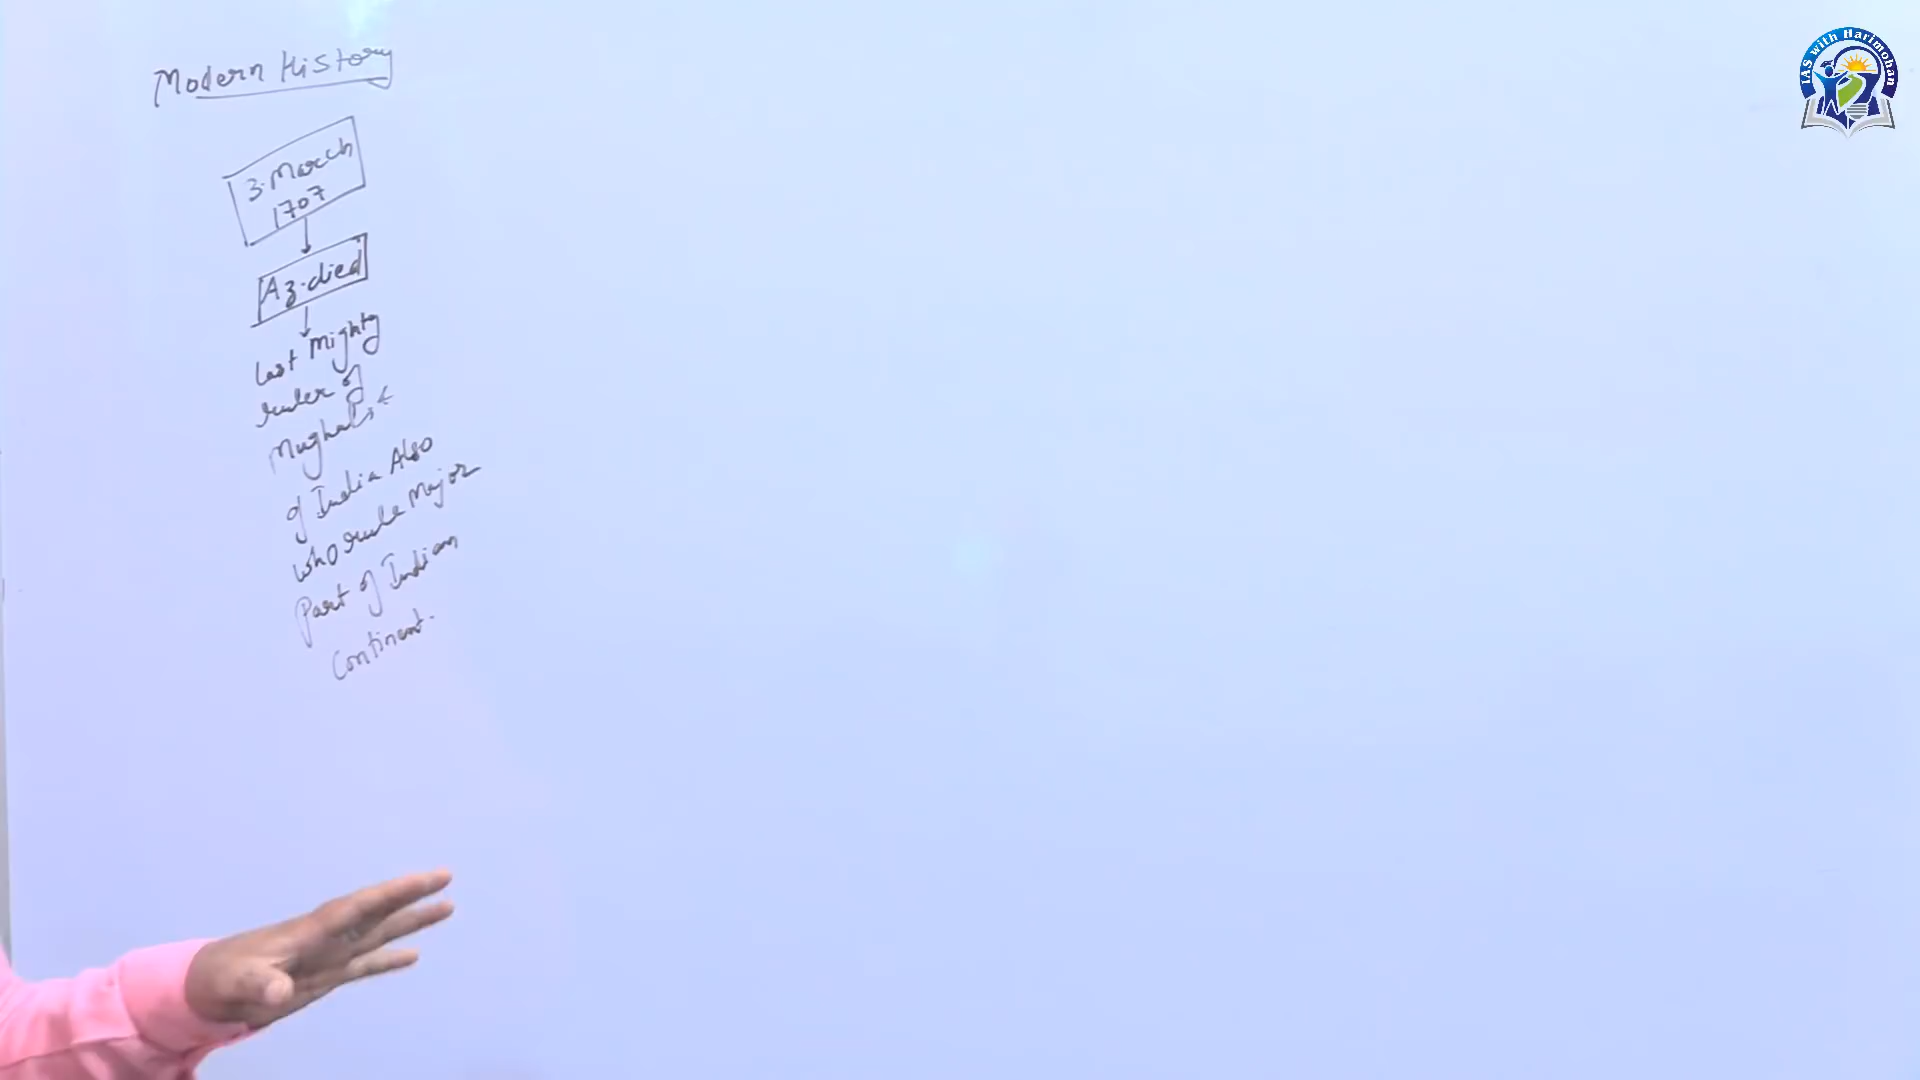 Modern History
3. March
1707
Az. died
Last Mighty
ruler of
Mughals
of India Also
who rule Major
Part of Indian
Continent.
IAS with Harimohan